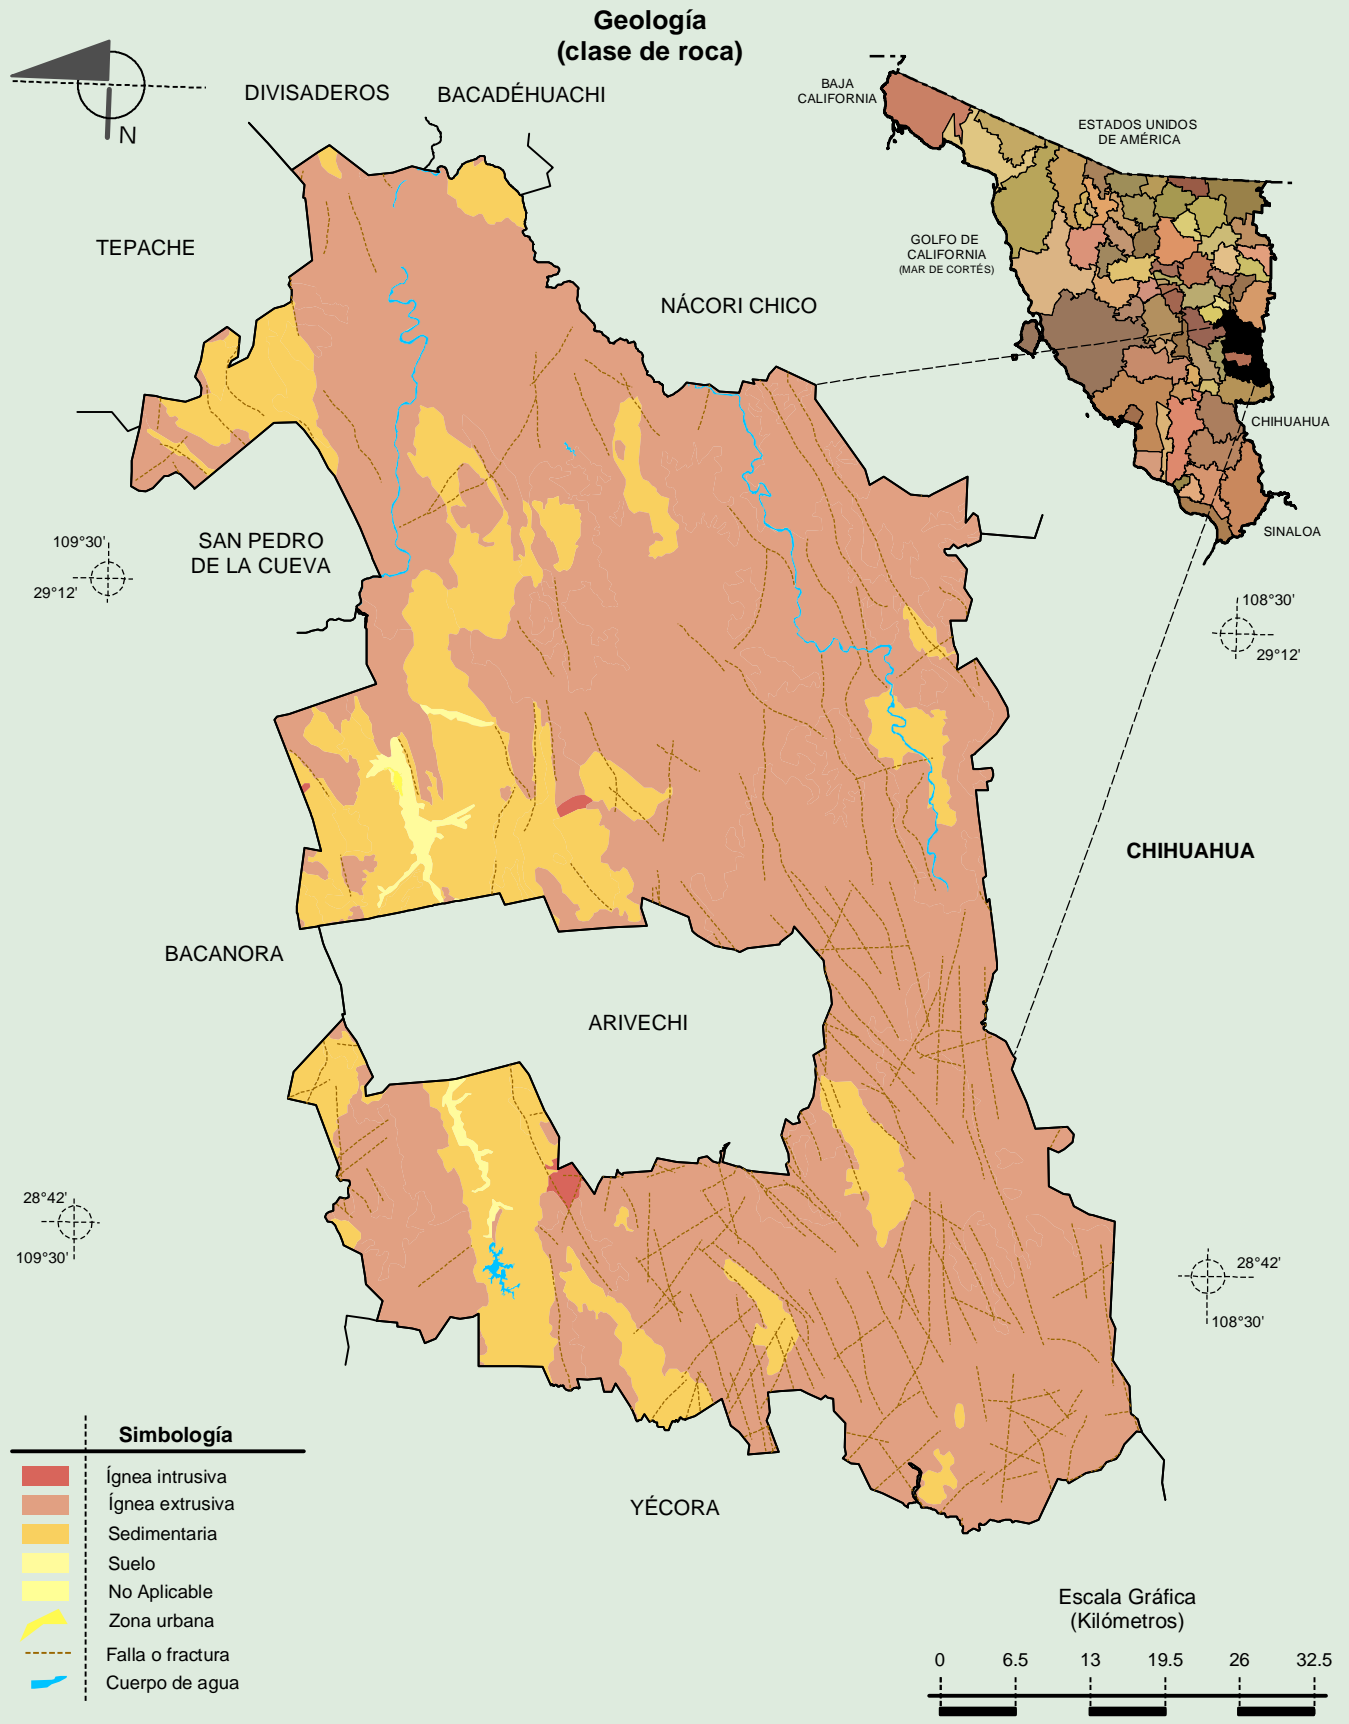 Geología
(clase de roca)
N
DIVISADEROS
BACADÉHUACHI
TEPACHE
NÁCORI CHICO
BAJA
CALIFORNIA
ESTADOS UNIDOS
DE AMÉRICA
GOLFO DE
CALIFORNIA
(MAR DE CORTÉS)
CHIHUAHUA
SINALOA
SAN PEDRO
DE LA CUEVA
109°30'
29°12'
108°30'
29°12'
CHIHUAHUA
BACANORA
ARIVECHI
28°42'
109°30'
28°42'
108°30'
YÉCORA
Simbología
Ígnea intrusiva
Ígnea extrusiva
Sedimentaria
Suelo
No Aplicable
Zona urbana
Falla o fractura
Cuerpo de agua
Escala Gráfica
(Kilómetros)
0 6.5 13 19.5 26 32.5